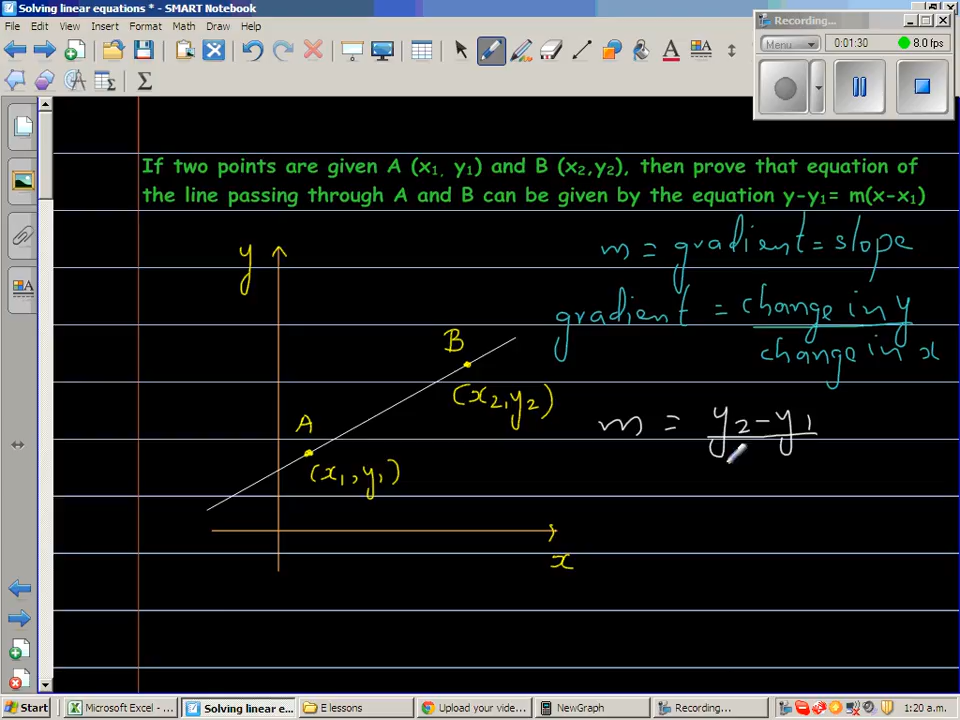 Solving linear equations * - SMART Notebook
File Edit View Insert Format Math Draw Help
Recording...
0:01:30 8.0 fps
Menu
If two points are given A (x1, y1) and B (x2,y2), then prove that equation of
the line passing through A and B can be given by the equation y-y1= m(x-x1)
y
m = gradient = slope
gradient = change in y
change in x
B
(x2,y2)
A
(x1,y1)
m = y2-y1
x
Start
Microsoft Excel - ...
Solving linear e...
E lessons
Upload your vide...
NewGraph
Recording...
1:20 a.m.